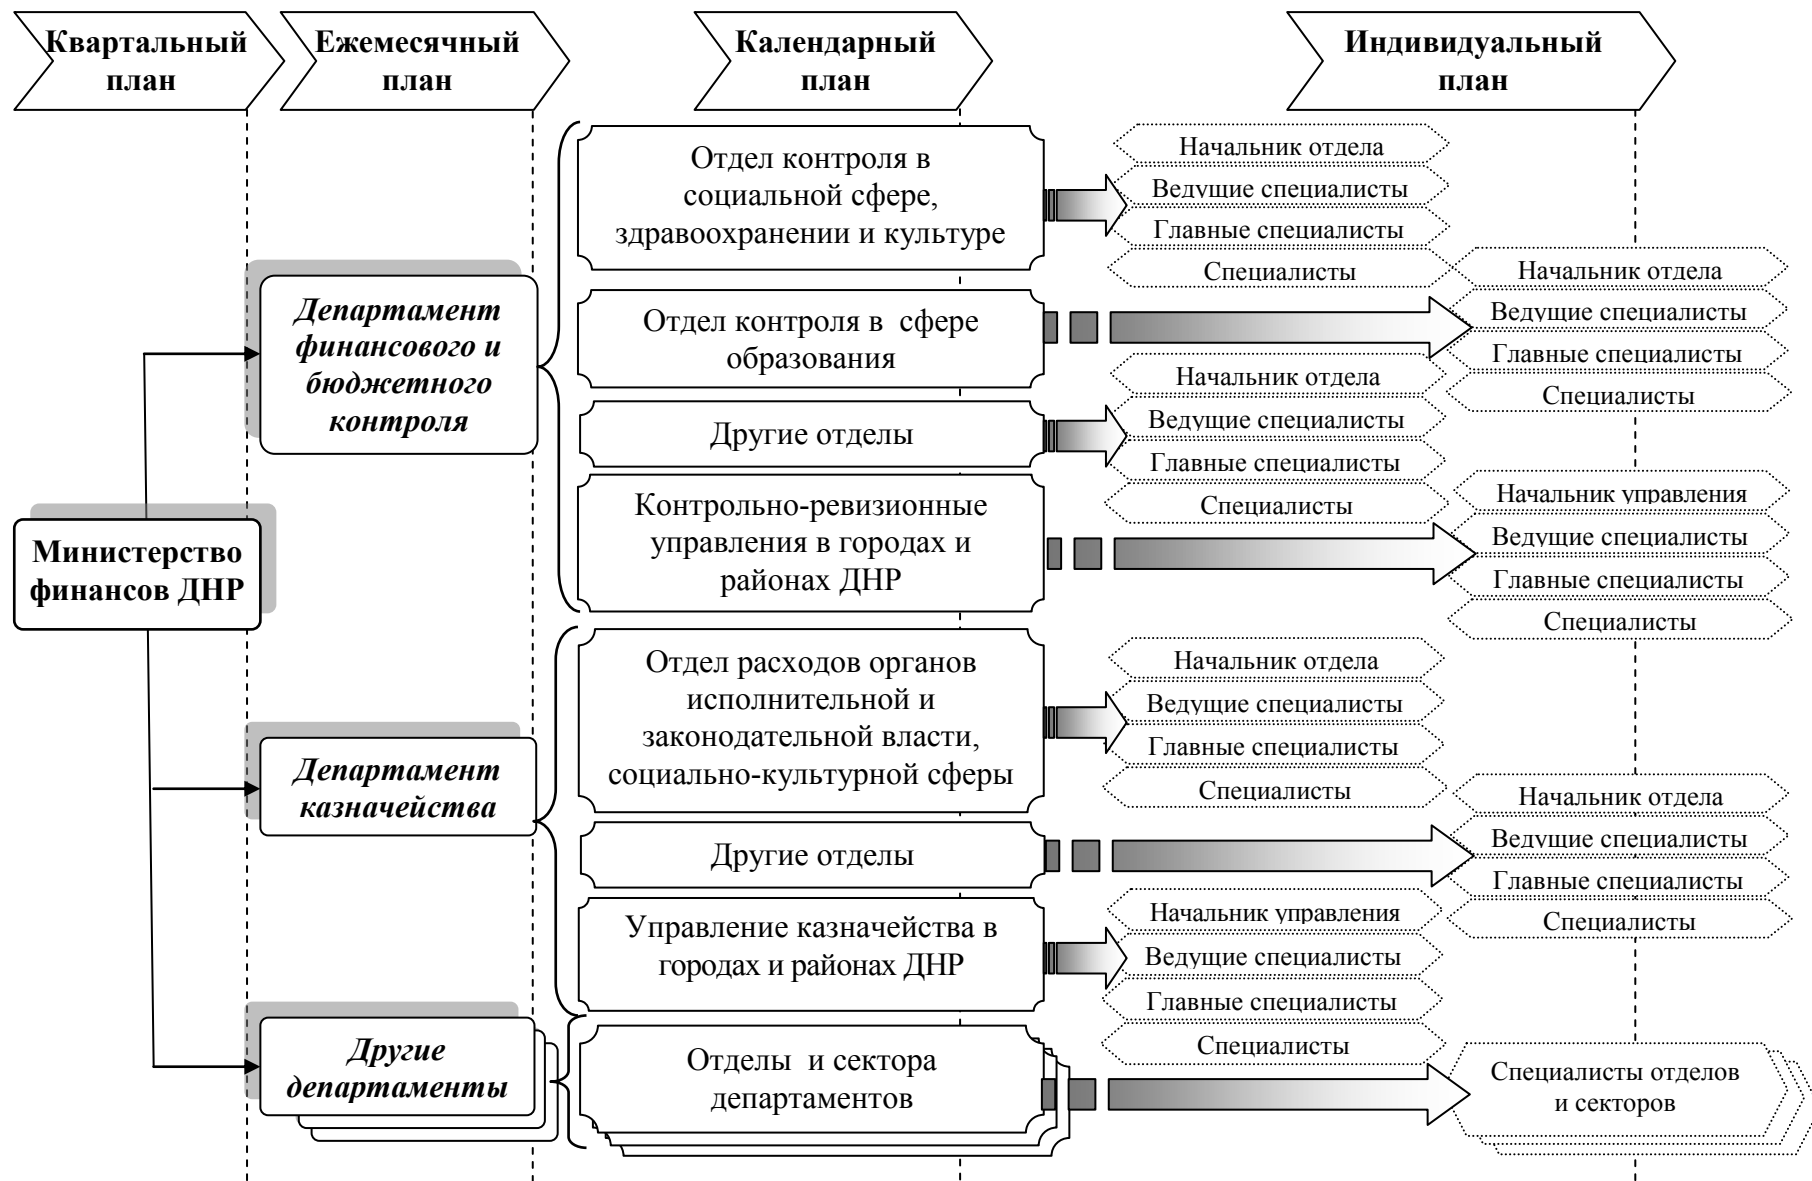 Квартальный
план
Ежемесячный
план
Календарный
план
Индивидуальный
план
Министерство
финансов ДНР
Департамент
финансового и
бюджетного
контроля
Отдел контроля в
социальной сфере,
здравоохранении и культуре
Начальник отдела
Ведущие специалисты
Главные специалисты
Специалисты
Отдел контроля в сфере
образования
Начальник отдела
Ведущие специалисты
Главные специалисты
Специалисты
Другие отделы
Начальник отдела
Ведущие специалисты
Главные специалисты
Специалисты
Контрольно-ревизионные
управления в городах и
районах ДНР
Начальник управления
Ведущие специалисты
Главные специалисты
Специалисты
Департамент
казначейства
Отдел расходов органов
исполнительной и
законодательной власти,
социально-культурной сферы
Начальник отдела
Ведущие специалисты
Главные специалисты
Специалисты
Другие отделы
Начальник отдела
Ведущие специалисты
Главные специалисты
Специалисты
Управление казначейства в
городах и районах ДНР
Начальник управления
Ведущие специалисты
Главные специалисты
Специалисты
Другие
департаменты
Отделы и сектора
департаментов
Специалисты отделов
и секторов